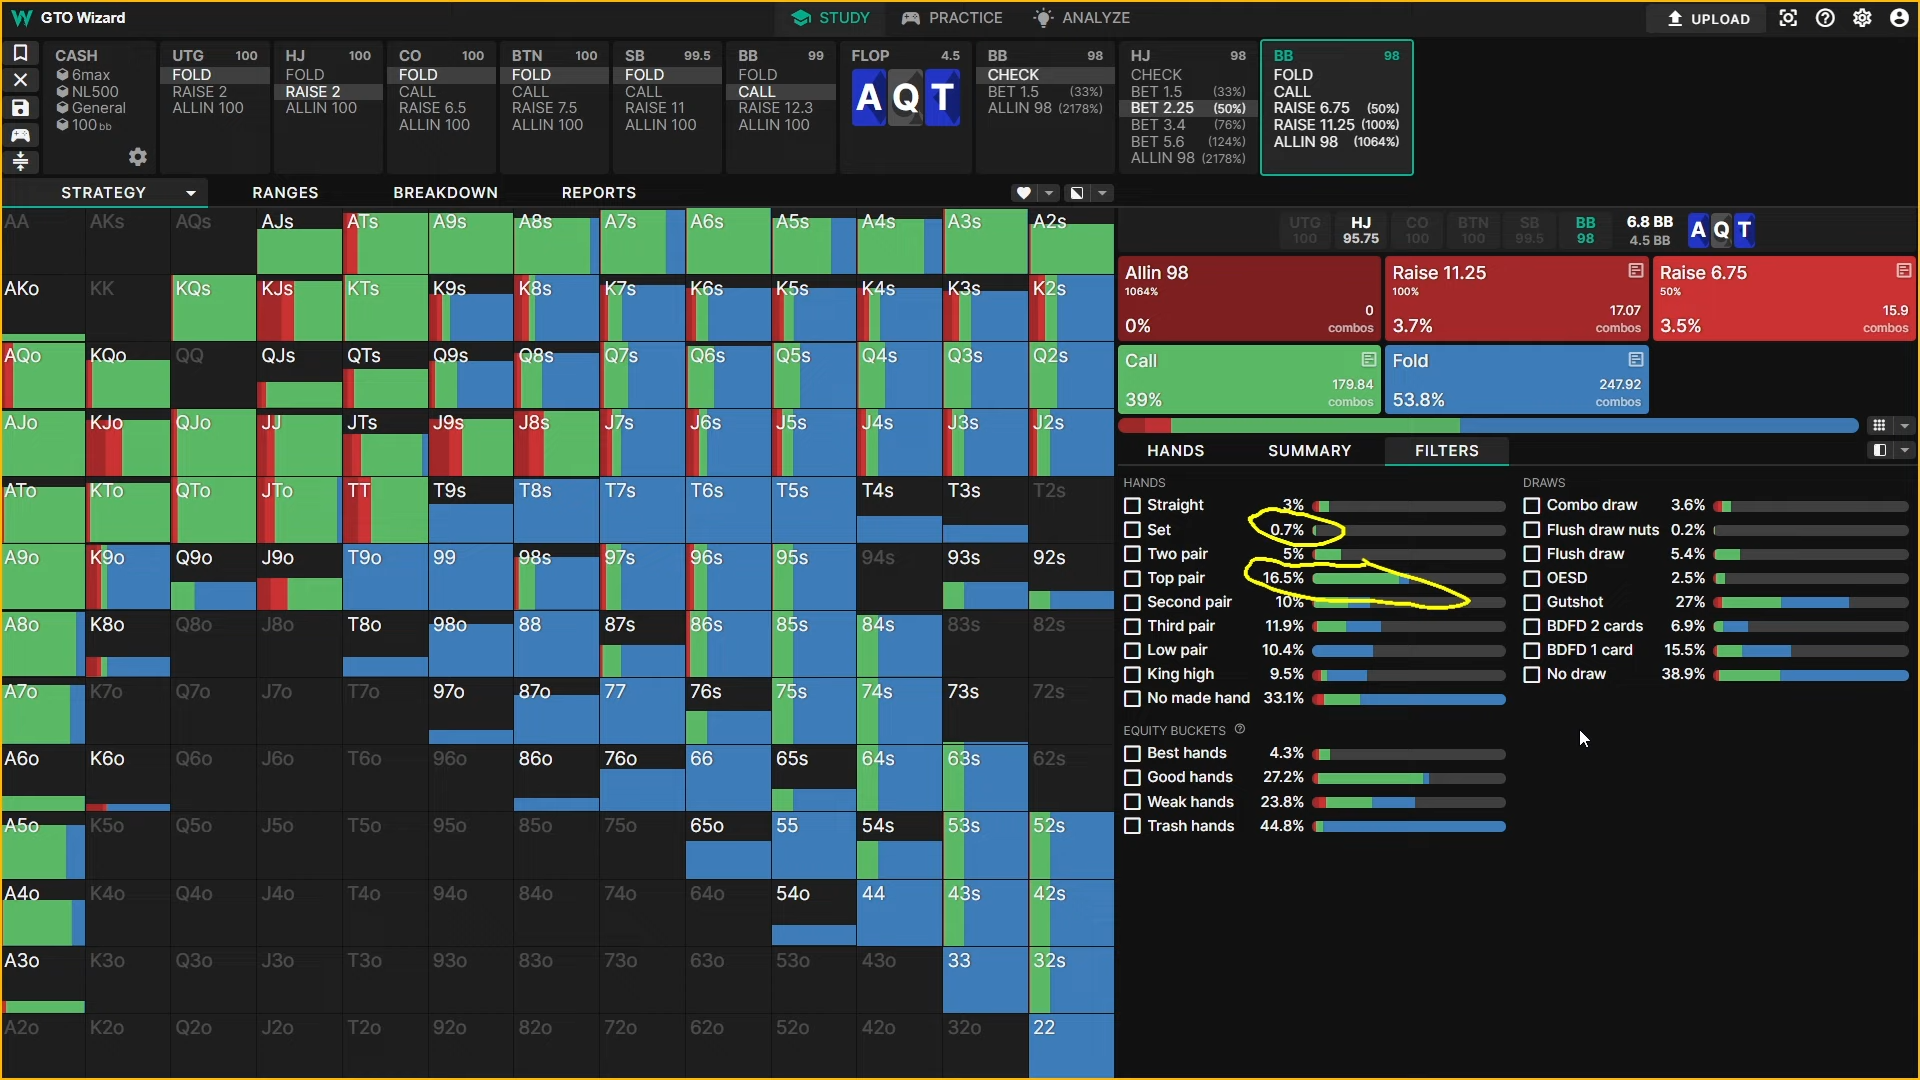 GTO Wizard
STUDY
PRACTICE
ANALYZE
UPLOAD
CASH
6max
NL500
General
100bb
UTG 100
FOLD
RAISE 2
ALLIN 100
HJ 100
FOLD
RAISE 2
ALLIN 100
CO 100
FOLD
CALL
RAISE 6.5
ALLIN 100
BTN 100
FOLD
CALL
RAISE 7.5
ALLIN 100
SB 99.5
FOLD
CALL
RAISE 11
ALLIN 100
BB 99
FOLD
CALL
RAISE 12.3
ALLIN 100
FLOP 4.5
A Q T
BB 98
CHECK
BET 1.5 (33%)
ALLIN 98 (2178%)
HJ 98
CHECK
BET 1.5 (33%)
BET 2.25 (50%)
BET 3.4 (76%)
BET 5.6 (124%)
ALLIN 98 (2178%)
BB 98
FOLD
CALL
RAISE 6.75 (50%)
RAISE 11.25 (100%)
ALLIN 98 (1064%)
STRATEGY RANGES BREAKDOWN REPORTS
AA AKs AQs AJs ATs A9s A8s A7s A6s A5s A4s A3s A2s
AKo KK KQs KJs KTs K9s K8s K7s K6s K5s K4s K3s K2s
AQo KQo QQ QJs QTs Q9s Q8s Q7s Q6s Q5s Q4s Q3s Q2s
AJo KJo QJo JJ JTs J9s J8s J7s J6s J5s J4s J3s J2s
ATo KTo QTo JTo TT T9s T8s T7s T6s T5s T4s T3s T2s
A9o K9o Q9o J9o T9o 99 98s 97s 96s 95s 94s 93s 92s
A8o K8o Q8o J8o T8o 98o 88 87s 86s 85s 84s 83s 82s
A7o K7o Q7o J7o T7o 97o 87o 77 76s 75s 74s 73s 72s
A6o K6o Q6o J6o T6o 96o 86o 76o 66 65s 64s 63s 62s
A5o K5o Q5o J5o T5o 95o 85o 75o 65o 55 54s 53s 52s
A4o K4o Q4o J4o T4o 94o 84o 74o 64o 54o 44 43s 42s
A3o K3o Q3o J3o T3o 93o 83o 73o 63o 53o 43o 33 32s
A2o K2o Q2o J2o T2o 92o 82o 72o 62o 52o 42o 32o 22
UTG 100
HJ 95.75
CO 100
BTN 100
SB 99.5
BB 98
6.8 BB
4.5 BB
A Q T
Allin 98
1064%
0
0% combos
Raise 11.25
100%
17.07
3.7% combos
Raise 6.75
50%
15.9
3.5% combos
Call
179.84
39% combos
Fold
247.92
53.8% combos
HANDS SUMMARY FILTERS
HANDS
Straight 3%
Set 0.7%
Two pair 5%
Top pair 16.5%
Second pair 10%
Third pair 11.9%
Low pair 10.4%
King high 9.5%
No made hand 33.1%
EQUITY BUCKETS
Best hands 4.3%
Good hands 27.2%
Weak hands 23.8%
Trash hands 44.8%
DRAWS
Combo draw 3.6%
Flush draw nuts 0.2%
Flush draw 5.4%
OESD 2.5%
Gutshot 27%
BDFD 2 cards 6.9%
BDFD 1 card 15.5%
No draw 38.9%